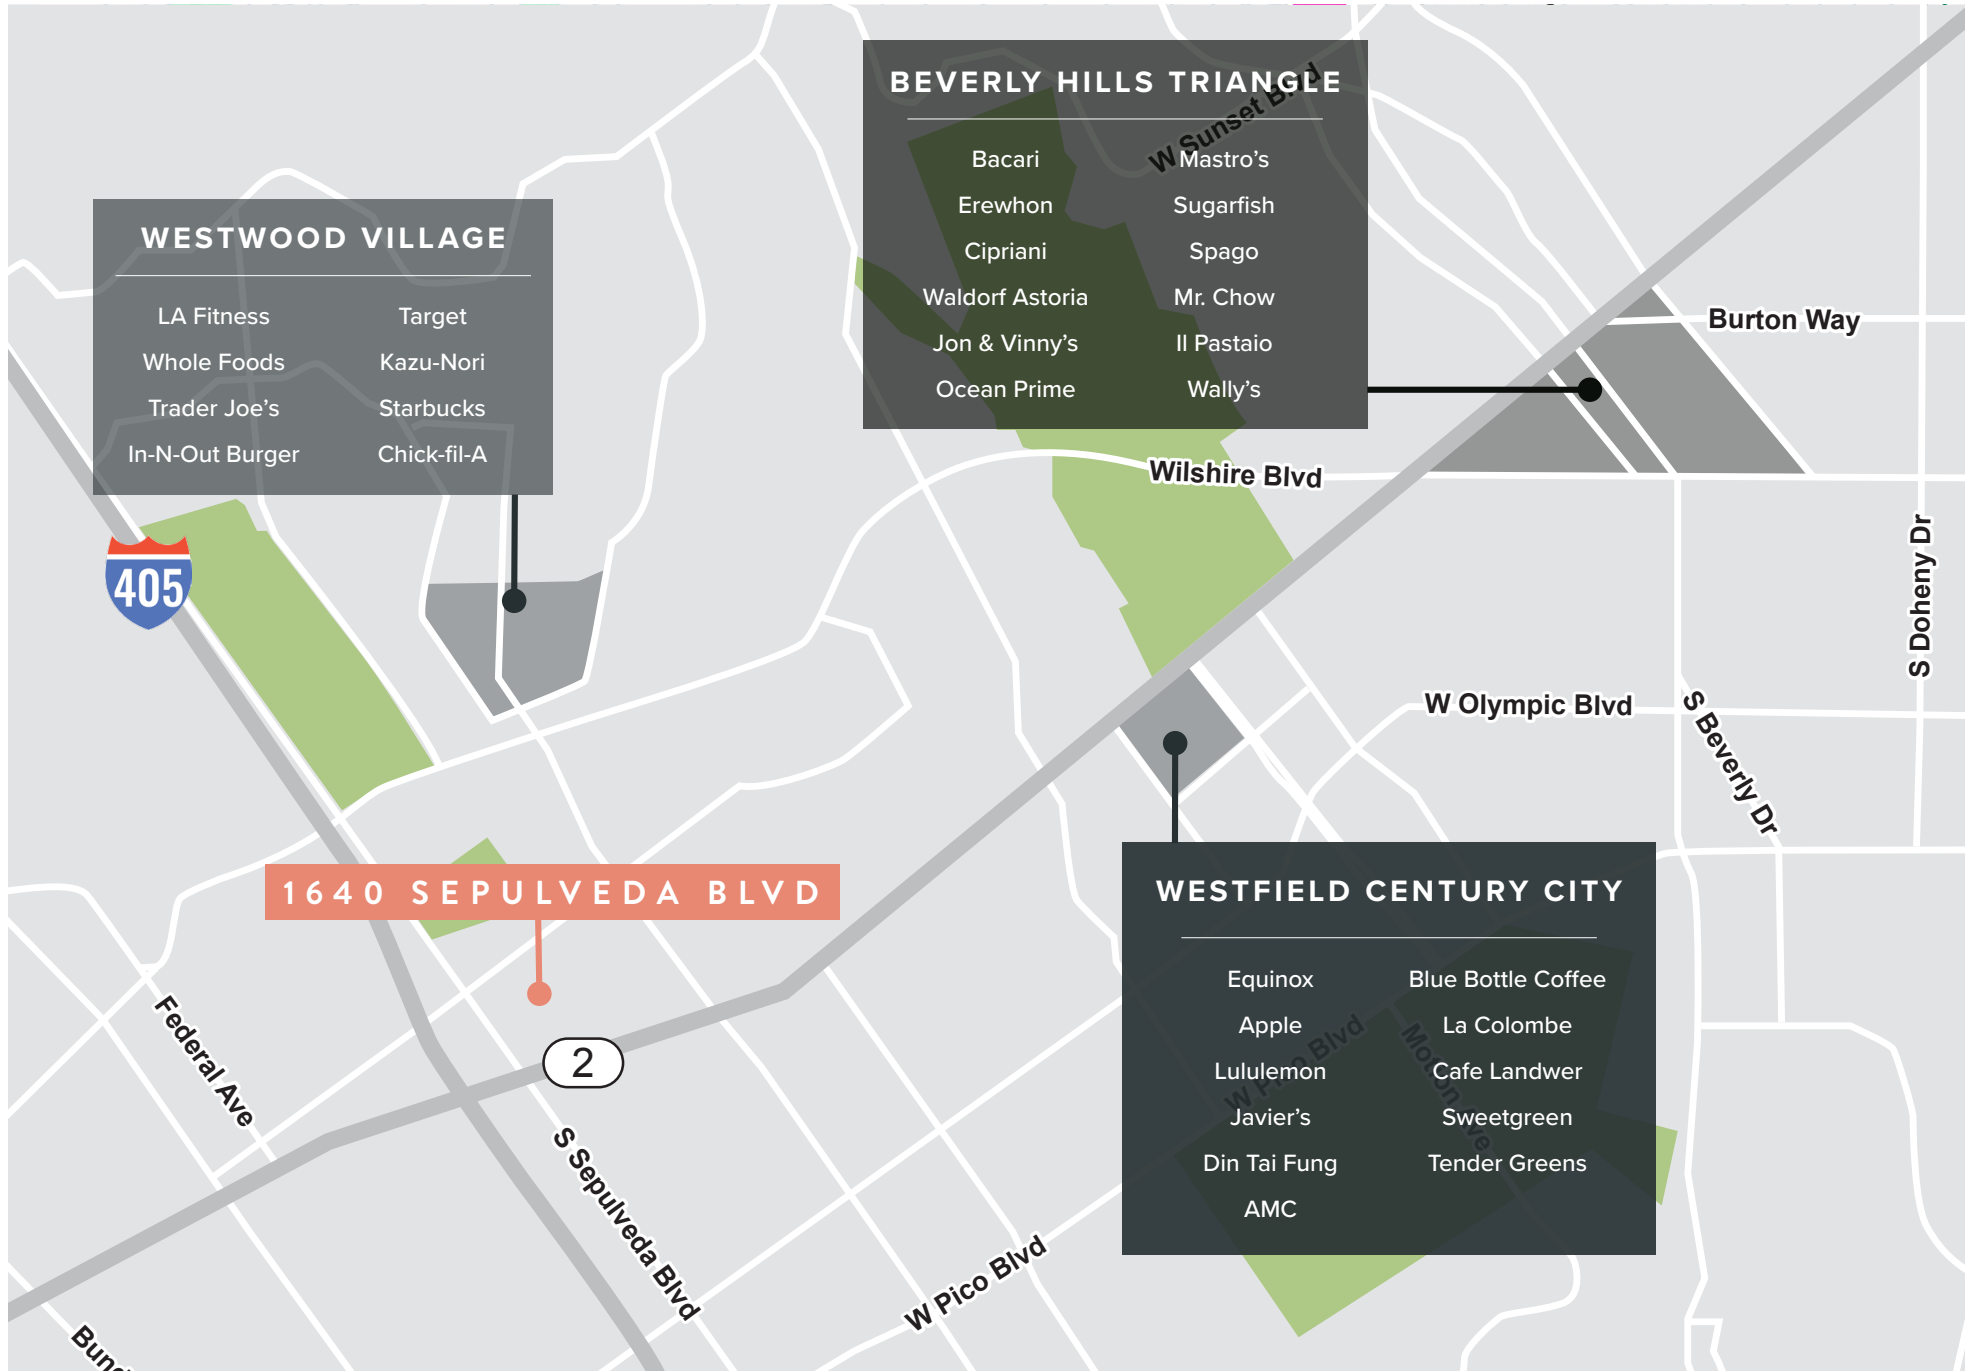 BEVERLY HILLS TRIANGLE
W Sunset Blvd
Bacari
Erewhon
Cipriani
Waldorf Astoria
Jon & Vinny’s
Ocean Prime
Mastro’s
Sugarfish
Spago
Mr. Chow
Il Pastaio
Wally’s
WESTWOOD VILLAGE
LA Fitness
Whole Foods
Trader Joe’s
In-N-Out Burger
Target
Kazu-Nori
Starbucks
Chick-fil-A
Burton Way
Wilshire Blvd
405
S Doheny Dr
W Olympic Blvd
S Beverly Dr
1640 SEPULVEDA BLVD
WESTFIELD CENTURY CITY
Equinox
Apple
Lululemon
Javier’s
Din Tai Fung
AMC
Blue Bottle Coffee
La Colombe
Cafe Landwer
Sweetgreen
Tender Greens
W Pico Blvd
Motor Ave
Federal Ave
2
S Sepulveda Blvd
W Pico Blvd